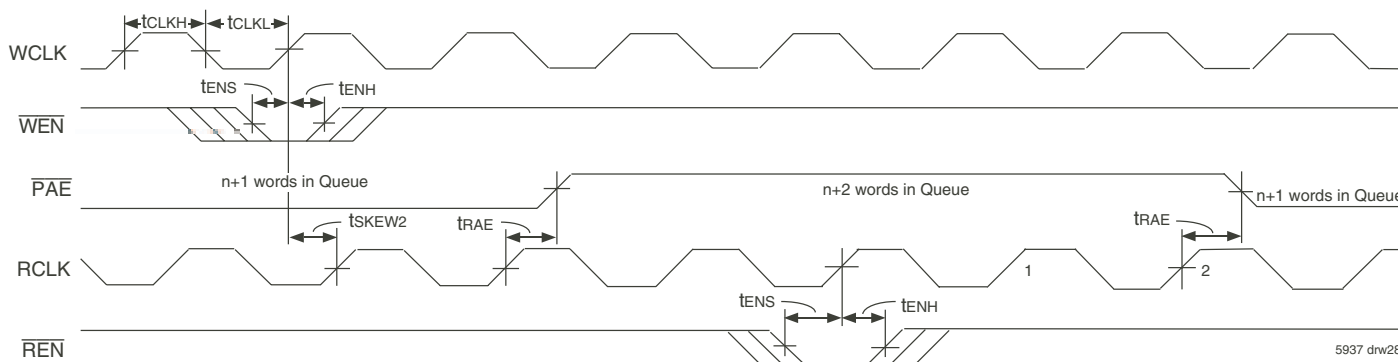 tCLKH tCLKL
WCLK
tENS tENH
WEN
PAE n+1 words in Queue n+2 words in Queue n+1 words in Queue
tSKEW2 tRAE tRAE
RCLK 1 2
tENS tENH
REN
5937 drw28